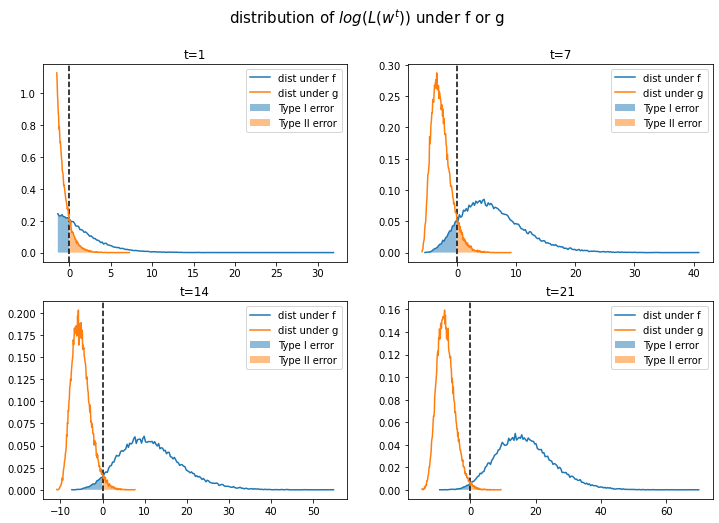 distribution of log(L(w^t)) under f or g
t=1
dist under f
dist under g
Type I error
Type II error
1.0
0.8
0.6
0.4
0.2
0.0
0 5 10 15 20 25 30
t=7
dist under f
dist under g
Type I error
Type II error
0.30
0.25
0.20
0.15
0.10
0.05
0.00
0 10 20 30 40
t=14
dist under f
dist under g
Type I error
Type II error
0.200
0.175
0.150
0.125
0.100
0.075
0.050
0.025
0.000
−10 0 10 20 30 40 50
t=21
dist under f
dist under g
Type I error
Type II error
0.16
0.14
0.12
0.10
0.08
0.06
0.04
0.02
0.00
0 20 40 60